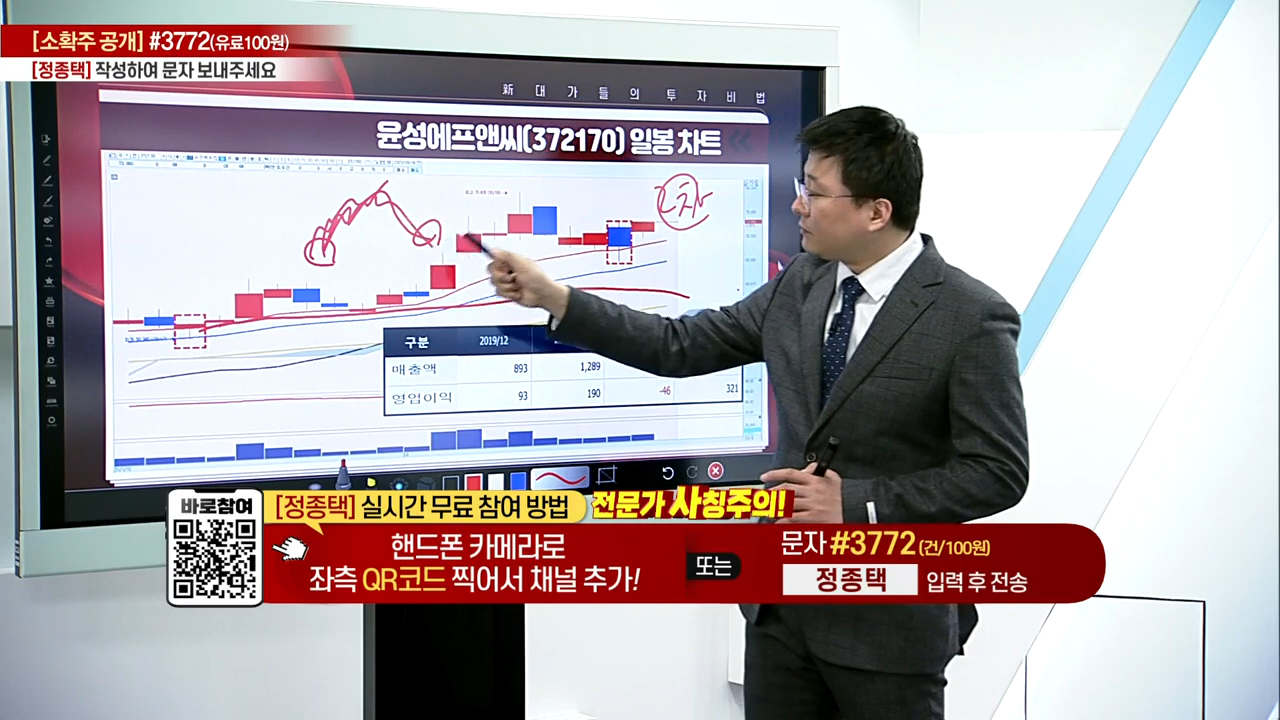 [소확주 공개] #3772(유료100원)
[정종택] 작성하여 문자 보내주세요
新 대가들의 투자비법
윤성에프앤씨(372170) 일봉 차트
2차
구분 2019/12
매출액 893 1,289
영업이익 93 190 -46 321
바로참여
[정종택] 실시간 무료 참여 방법
전문가 사칭주의!
핸드폰 카메라로
좌측 QR코드 찍어서 채널 추가!
또는
문자 #3772 (건/100원)
정종택 입력 후 전송